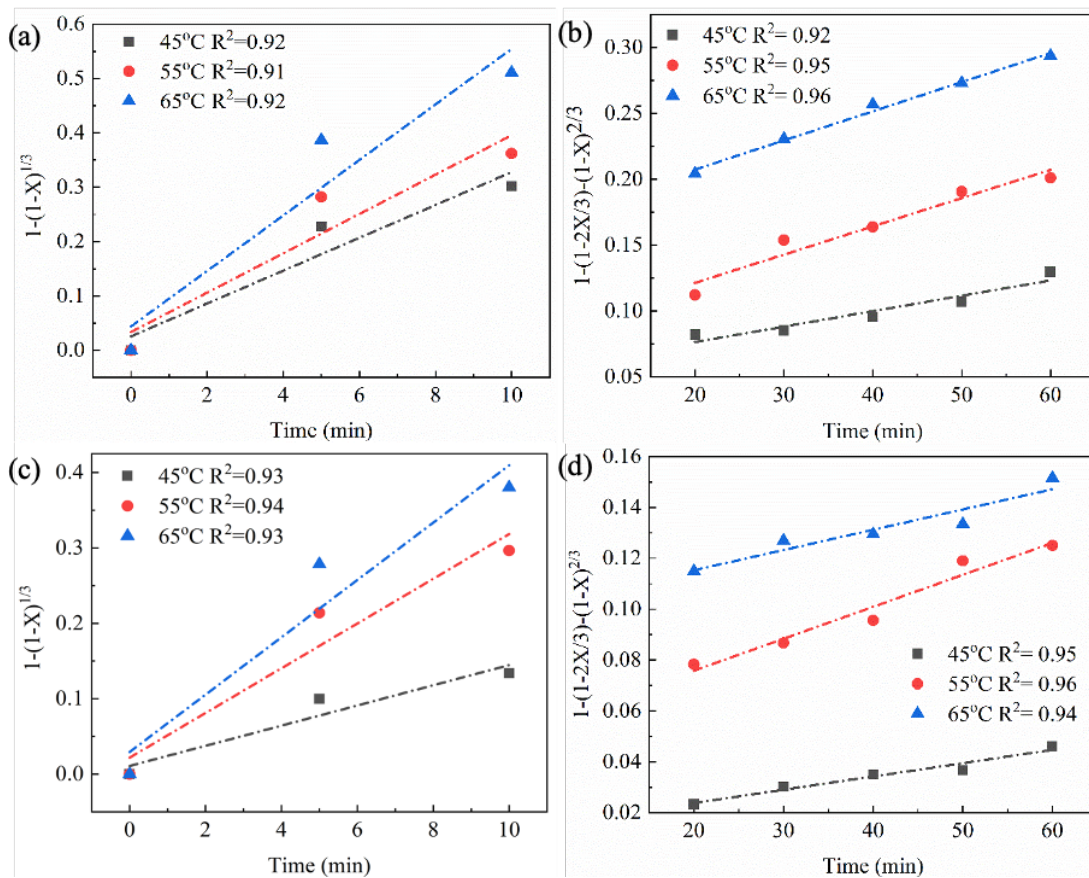 (a)
45°C R²=0.92
55°C R²=0.91
65°C R²=0.92
1-(1-X)^1/3
0.6
0.5
0.4
0.3
0.2
0.1
0.0
0 2 4 6 8 10
Time (min)
(b)
45°C R²= 0.92
55°C R²= 0.95
65°C R²= 0.96
1-(1-2X/3)-(1-X)^2/3
0.30
0.25
0.20
0.15
0.10
0.05
20 30 40 50 60
Time (min)
(c)
45°C R²=0.93
55°C R²=0.94
65°C R²=0.93
1-(1-X)^1/3
0.4
0.3
0.2
0.1
0.0
0 2 4 6 8 10
Time (min)
(d)
1-(1-2X/3)-(1-X)^2/3
0.16
0.14
0.12
0.10
0.08
0.06
0.04
0.02
45°C R²= 0.95
55°C R²= 0.96
65°C R²= 0.94
20 30 40 50 60
Time (min)